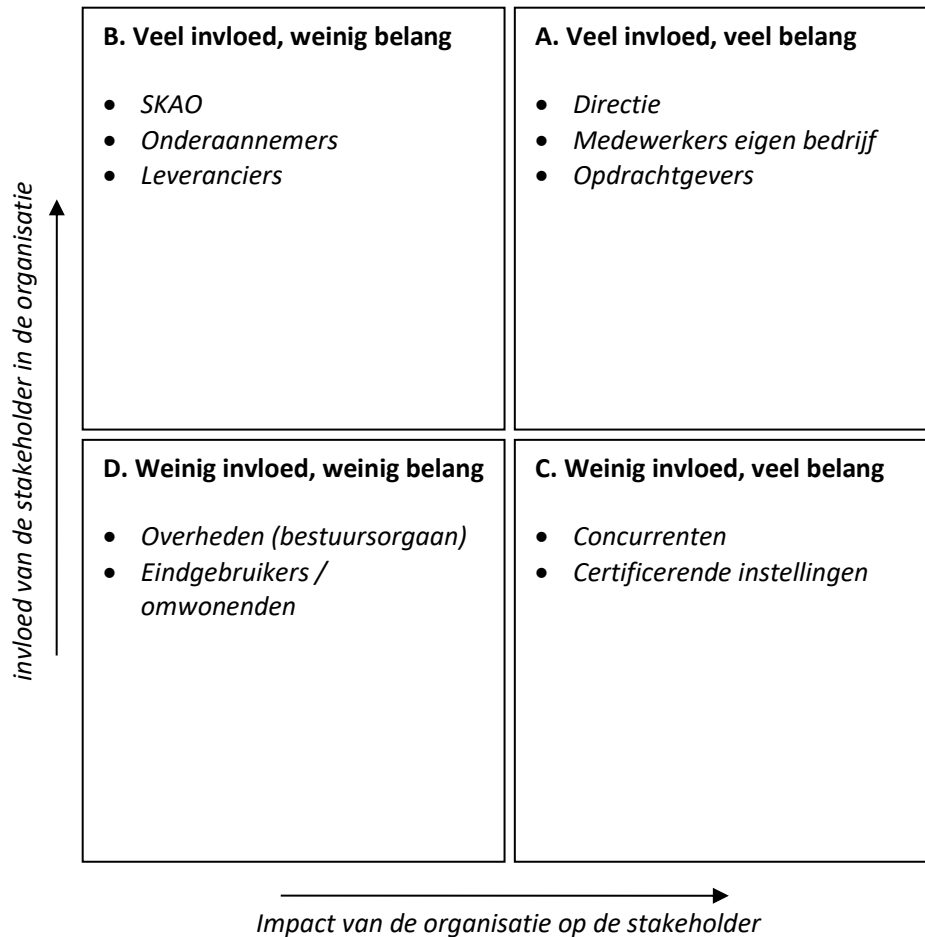 invloed van de stakeholder in de organisatie
B. Veel invloed, weinig belang
• SKAO
• Onderaannemers
• Leveranciers
A. Veel invloed, veel belang
• Directie
• Medewerkers eigen bedrijf
• Opdrachtgevers
D. Weinig invloed, weinig belang
• Overheden (bestuursorgaan)
• Eindgebruikers /
omwonenden
C. Weinig invloed, veel belang
• Concurrenten
• Certificerende instellingen
Impact van de organisatie op de stakeholder